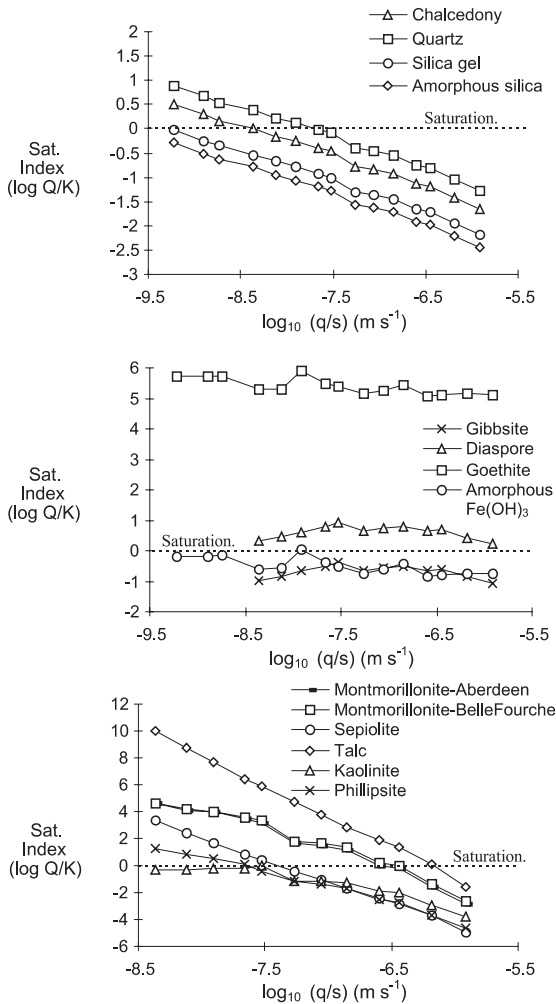 Chalcedony
Quartz
Silica gel
Amorphous silica
2
1.5
1
0.5
0
-0.5
-1
-1.5
-2
-2.5
-3
Saturation.
Sat.
Index
(log Q/K)
-9.5 -8.5 -7.5 -6.5 -5.5
log₁₀ (q/s) (m s⁻¹)
6
5
4
3
2
1
0
-1
-2
Gibbsite
Diaspore
Goethite
Amorphous
Fe(OH)₃
Saturation.
Sat.
Index
(log Q/K)
-9.5 -8.5 -7.5 -6.5 -5.5
log₁₀ (q/s) (m s⁻¹)
Montmorillonite-Aberdeen
Montmorillonite-BelleFourche
Sepiolite
Talc
Kaolinite
Phillipsite
12
10
8
6
4
2
0
-2
-4
-6
Saturation.
Sat.
Index
(log Q/K)
-8.5 -7.5 -6.5 -5.5
log₁₀ (q/s) (m s⁻¹)